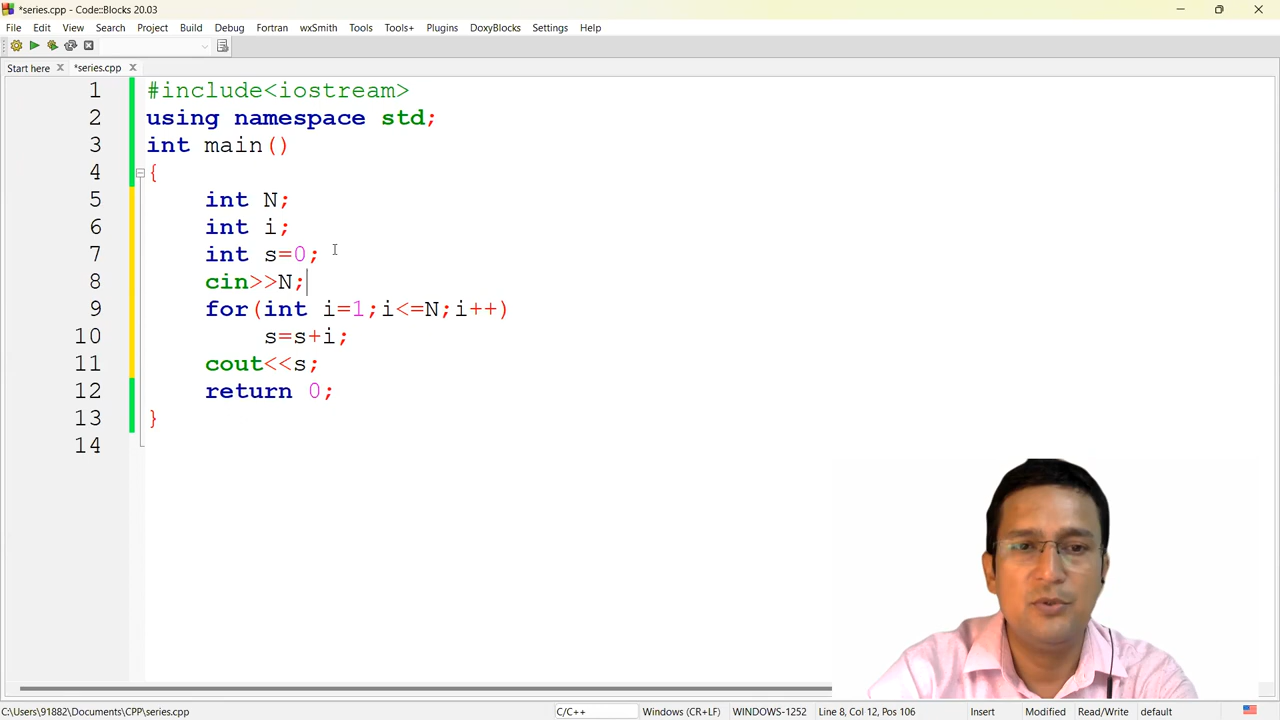 *series.cpp - Code::Blocks 20.03
File Edit View Search Project Build Debug Fortran wxSmith Tools Tools+ Plugins DoxyBlocks Settings Help
Start here *series.cpp
1 #include<iostream>
2 using namespace std;
3 int main()
4 {
5 int N;
6 int i;
7 int s=0;
8 cin>>N;
9 for(int i=1;i<=N;i++)
10 s=s+i;
11 cout<<s;
12 return 0;
13 }
14
C:\Users\91882\Documents\CPP\series.cpp C/C++ Windows (CR+LF) WINDOWS-1252 Line 8, Col 12, Pos 106 Insert Modified Read/Write default